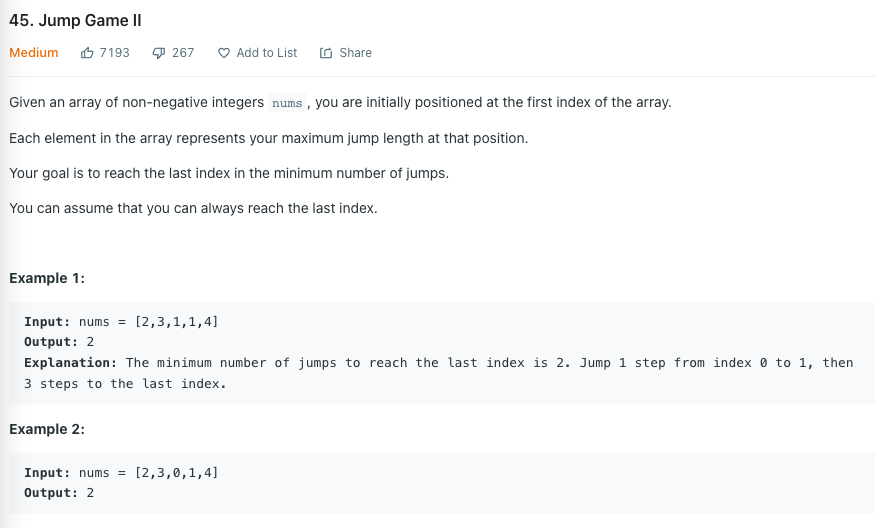 45. Jump Game II
Medium 7193 267 Add to List Share
Given an array of non-negative integers nums , you are initially positioned at the first index of the array.
Each element in the array represents your maximum jump length at that position.
Your goal is to reach the last index in the minimum number of jumps.
You can assume that you can always reach the last index.
Example 1:
Input: nums = [2,3,1,1,4]
Output: 2
Explanation: The minimum number of jumps to reach the last index is 2. Jump 1 step from index 0 to 1, then
3 steps to the last index.
Example 2:
Input: nums = [2,3,0,1,4]
Output: 2